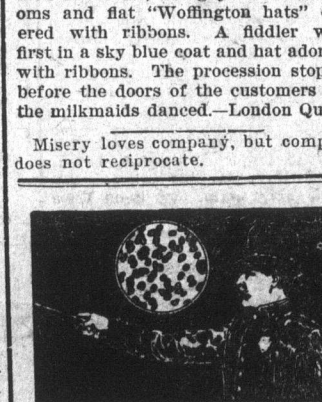 oms and flat "Woffington hats"
ered with ribbons. A fiddler
first in a sky blue coat and hat ador
with ribbons. The procession stop
before the doors of the customers
the milkmaids danced.—London Qu
Misery loves company, but comp
does not reciprocate.